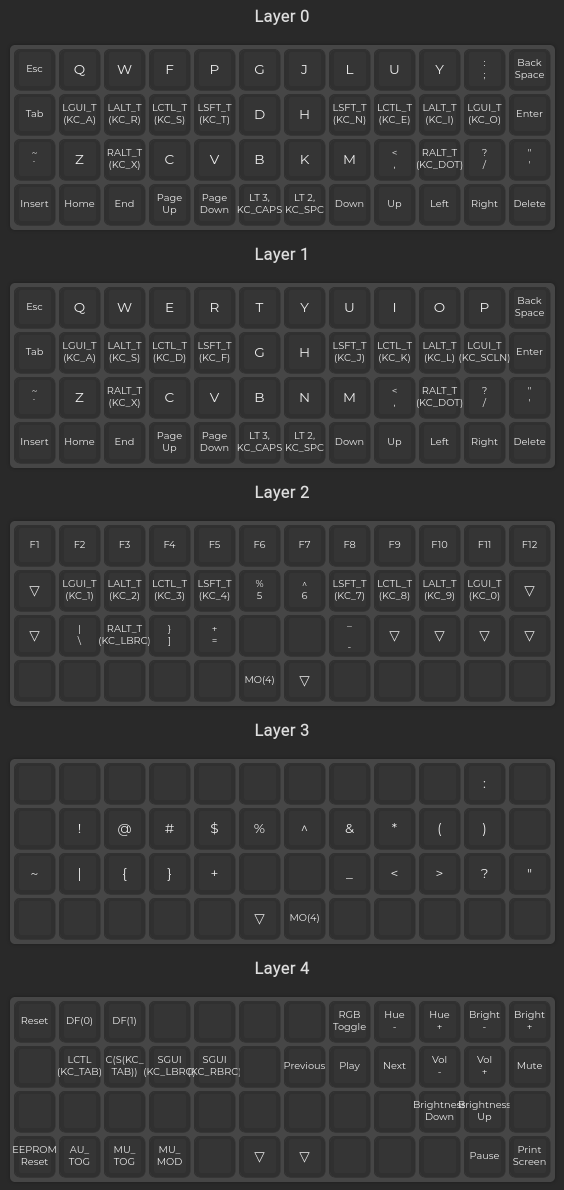 Layer 0
Esc Q W F P G J L U Y : ; Back Space
Tab LGUI_T (KC_A) LALT_T (KC_R) LCTL_T (KC_S) LSFT_T (KC_T) D H LSFT_T (KC_N) LCTL_T (KC_E) LALT_T (KC_I) LGUI_T (KC_O) Enter
~ ` Z RALT_T (KC_X) C V B K M < , RALT_T (KC_DOT) ? / " '
Insert Home End Page Up Page Down LT 3, KC_CAPS LT 2, KC_SPC Down Up Left Right Delete
Layer 1
Esc Q W E R T Y U I O P Back Space
Tab LGUI_T (KC_A) LALT_T (KC_S) LCTL_T (KC_D) LSFT_T (KC_F) G H LSFT_T (KC_J) LCTL_T (KC_K) LALT_T (KC_L) LGUI_T (KC_SCLN) Enter
~ ` Z RALT_T (KC_X) C V B N M < , RALT_T (KC_DOT) ? / " '
Insert Home End Page Up Page Down LT 3, KC_CAPS LT 2, KC_SPC Down Up Left Right Delete
Layer 2
F1 F2 F3 F4 F5 F6 F7 F8 F9 F10 F11 F12
▽ LGUI_T (KC_1) LALT_T (KC_2) LCTL_T (KC_3) LSFT_T (KC_4) % 5 ^ 6 LSFT_T (KC_7) LCTL_T (KC_8) LALT_T (KC_9) LGUI_T (KC_0) ▽
▽ | \ RALT_T (KC_LBRC) } ] + = _ - ▽ ▽ ▽ ▽
MO(4) ▽
Layer 3
:
! @ # $ % ^ & * ( )
~ | { } + _ < > ? "
▽ MO(4)
Layer 4
Reset DF(0) DF(1) RGB Toggle Hue - Hue + Bright - Bright +
LCTL (KC_TAB) C(S(KC_ TAB)) SGUI (KC_LBRC) SGUI (KC_RBRC) Previous Play Next Vol - Vol + Mute
Brightness Down Brightness Up
EEPROM Reset AU_ TOG MU_ TOG MU_ MOD ▽ ▽ Pause Print Screen